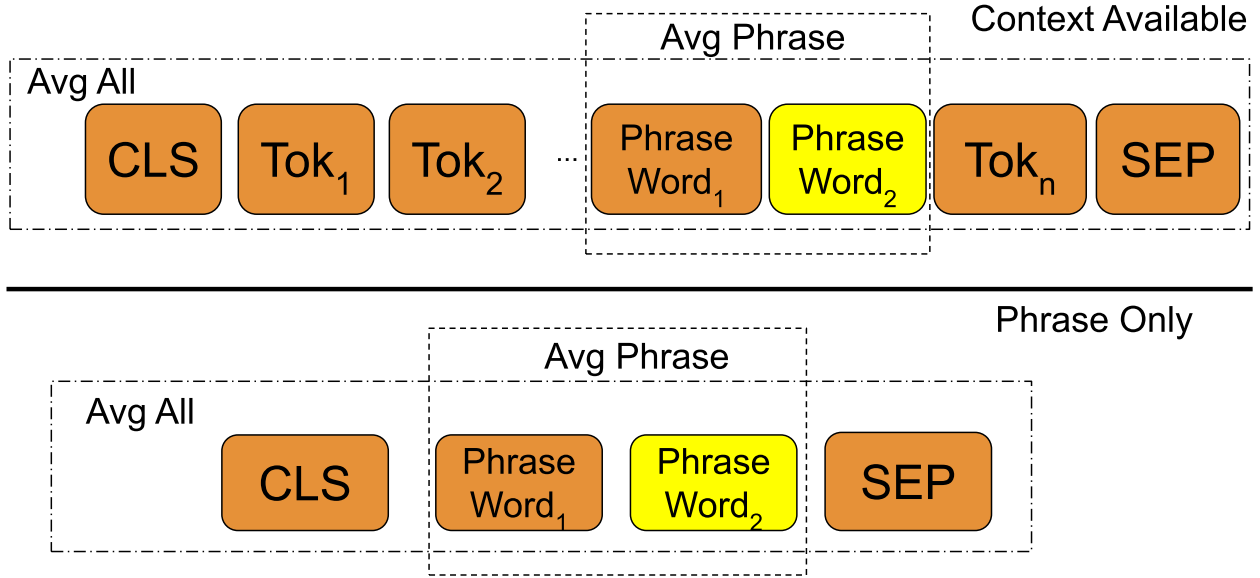 Context Available
Avg Phrase
Avg All
CLS Tok1 Tok2 ... Phrase Word1 Phrase Word2 Tokn SEP
Phrase Only
Avg Phrase
Avg All
CLS Phrase Word1 Phrase Word2 SEP